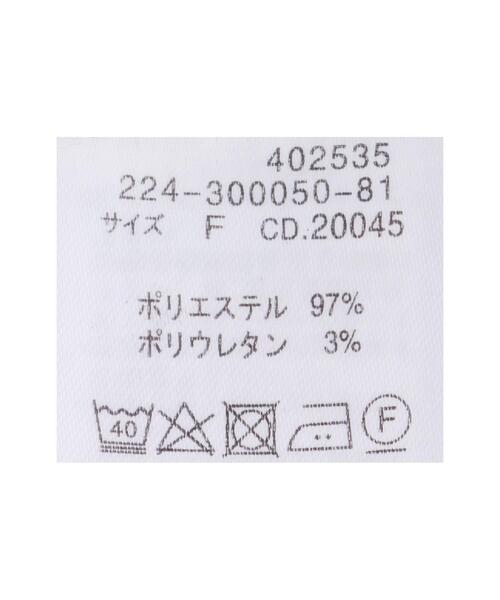 402535
224-300050-81
サイズ F CD.20045
ポリエステル 97%
ポリウレタン 3%
40 F